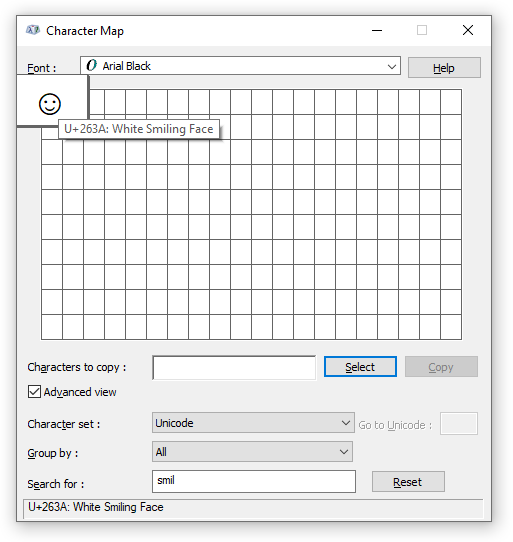 Character Map
Font :
Arial Black
Help
☺
U+263A: White Smiling Face
Characters to copy :
Select
Copy
Advanced view
Character set :
Unicode
Go to Unicode :
Group by :
All
Search for :
smil
Reset
U+263A: White Smiling Face